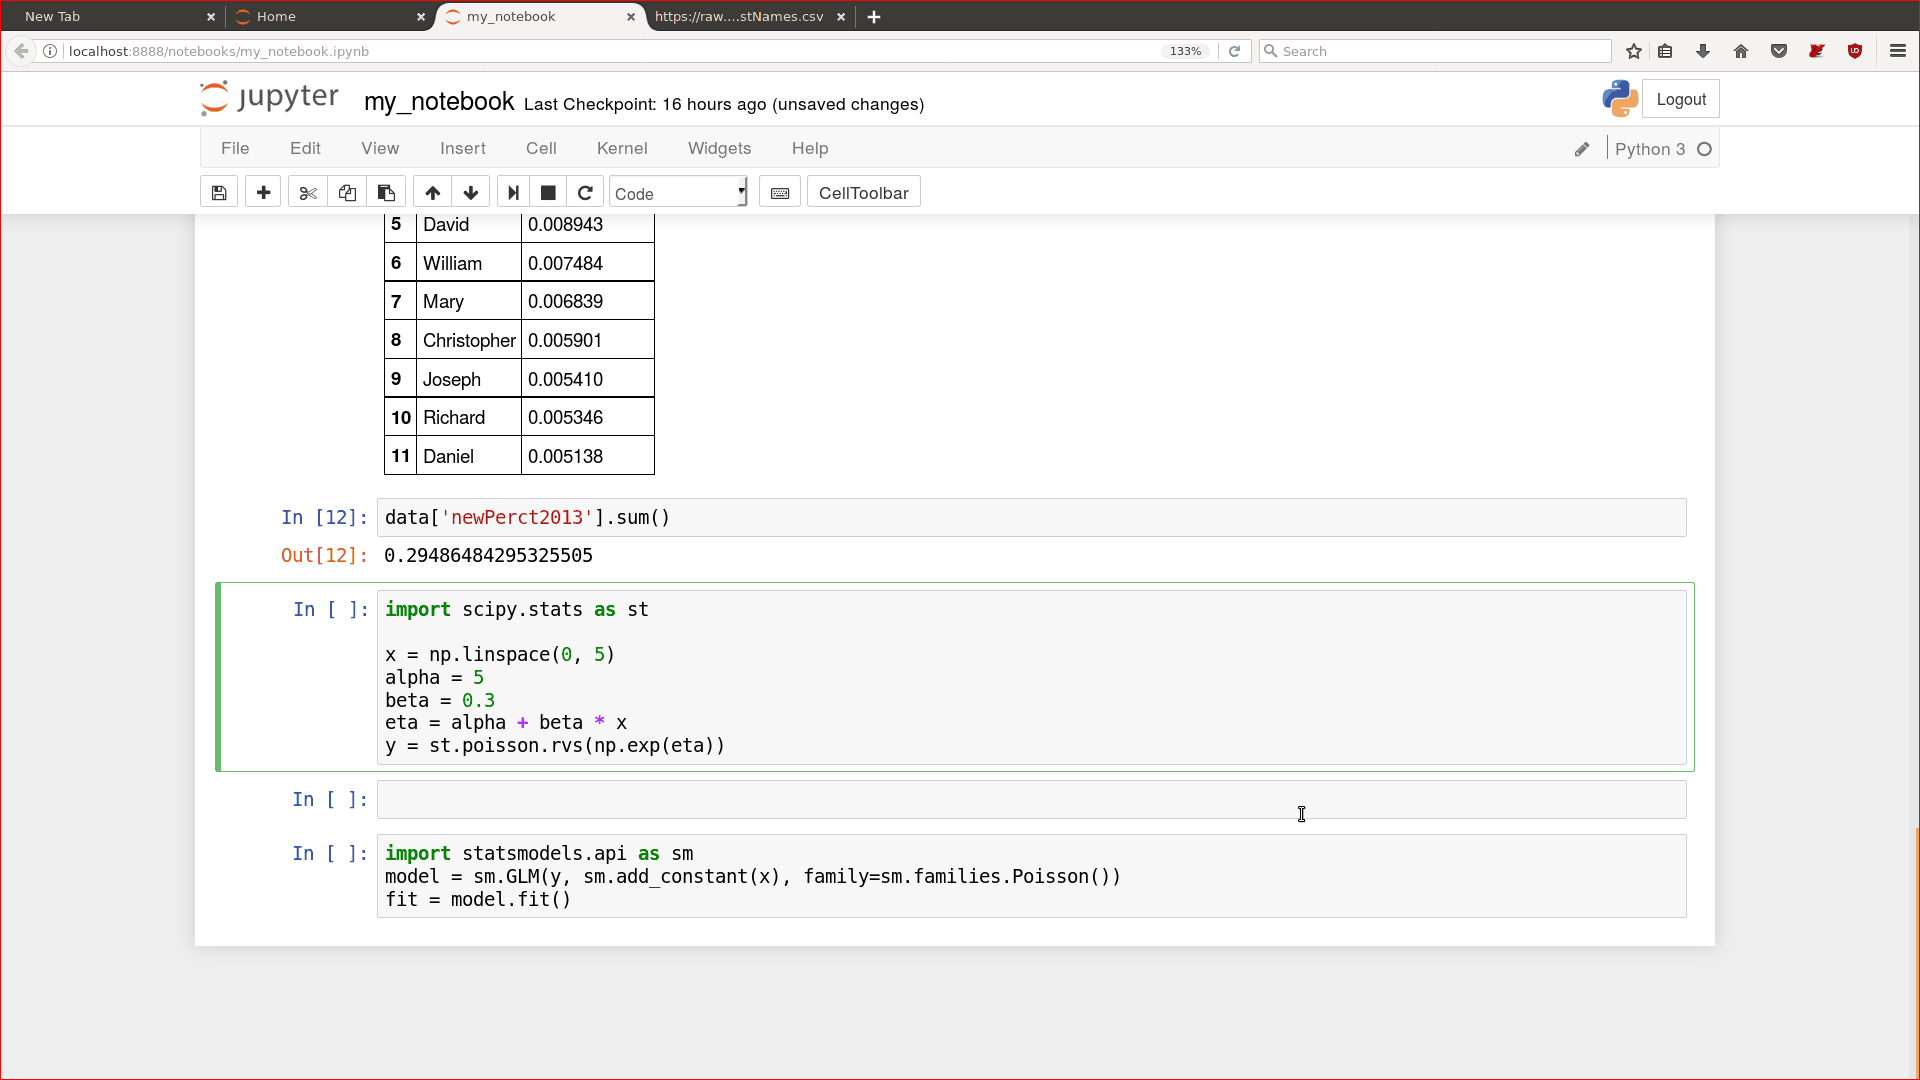 New Tab
Home
my_notebook
https://raw....stNames.csv
localhost:8888/notebooks/my_notebook.ipynb
133%
Search
jupyter
my_notebook Last Checkpoint: 16 hours ago (unsaved changes)
Logout
File Edit View Insert Cell Kernel Widgets Help
Python 3
Code
CellToolbar
5 David 0.008943
6 William 0.007484
7 Mary 0.006839
8 Christopher 0.005901
9 Joseph 0.005410
10 Richard 0.005346
11 Daniel 0.005138
In [12]: data['newPerct2013'].sum()
Out[12]: 0.29486484295325505
In [ ]: import scipy.stats as st
x = np.linspace(0, 5)
alpha = 5
beta = 0.3
eta = alpha + beta * x
y = st.poisson.rvs(np.exp(eta))
In [ ]:
In [ ]: import statsmodels.api as sm
model = sm.GLM(y, sm.add_constant(x), family=sm.families.Poisson())
fit = model.fit()